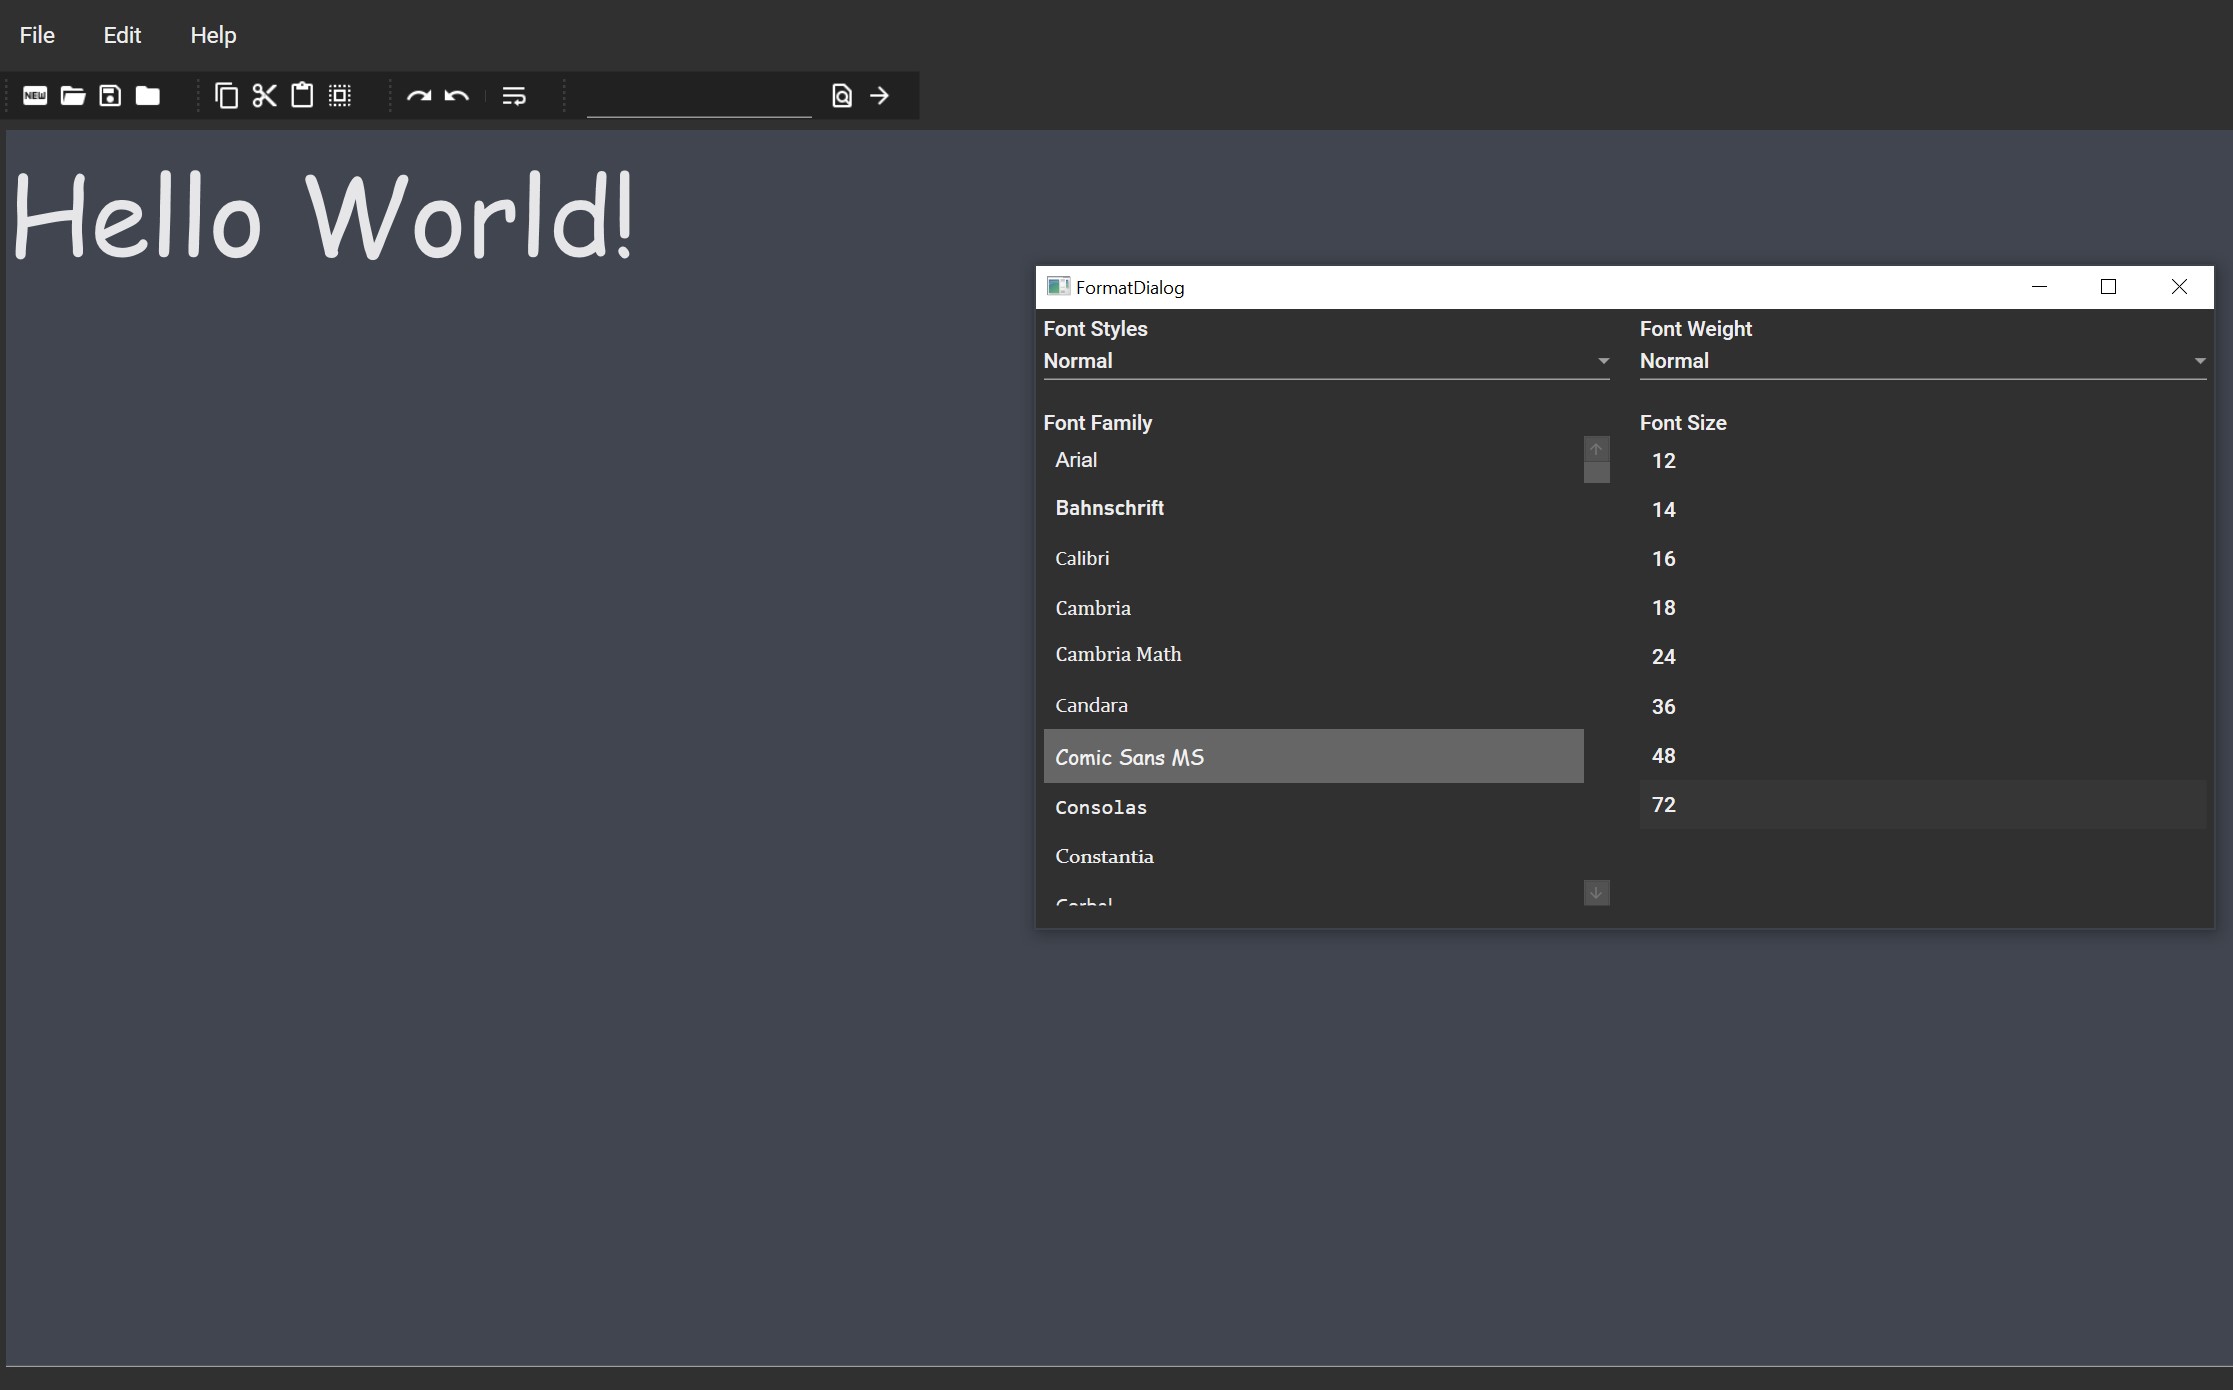 File Edit Help
NEW
Hello World!
FormatDialog
Font Styles
Normal
Font Weight
Normal
Font Family
Arial
Bahnschrift
Calibri
Cambria
Cambria Math
Candara
Comic Sans MS
Consolas
Constantia
Corbel
Font Size
12
14
16
18
24
36
48
72